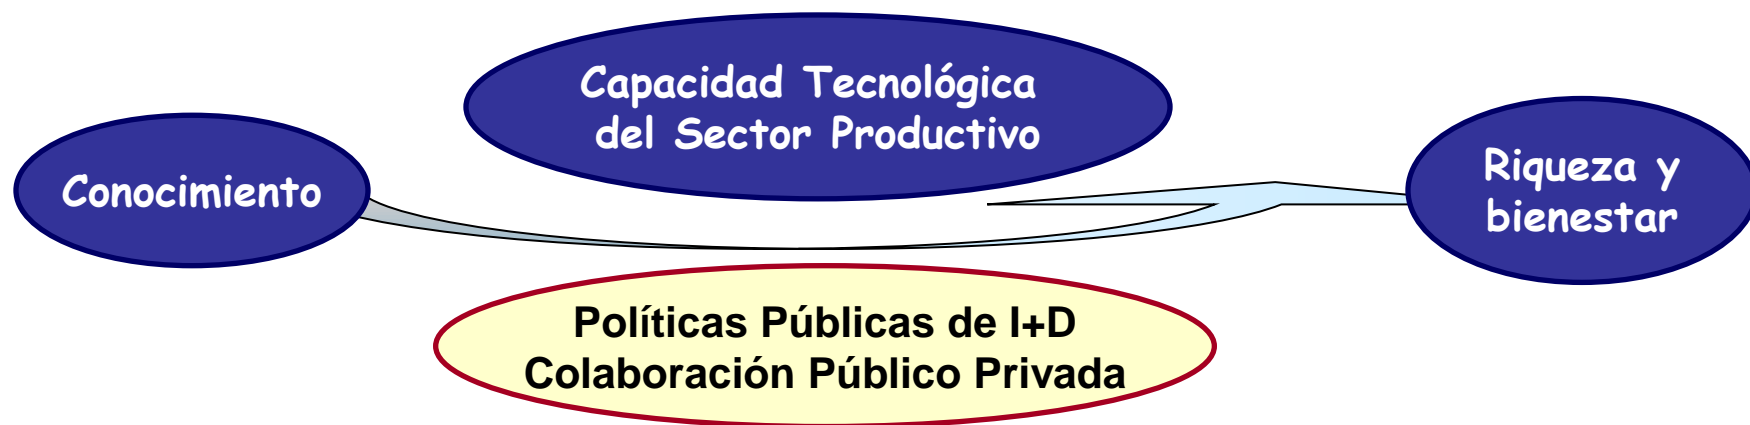 Capacidad Tecnológica
del Sector Productivo
Conocimiento
Riqueza y
bienestar
Políticas Públicas de I+D
Colaboración Público Privada